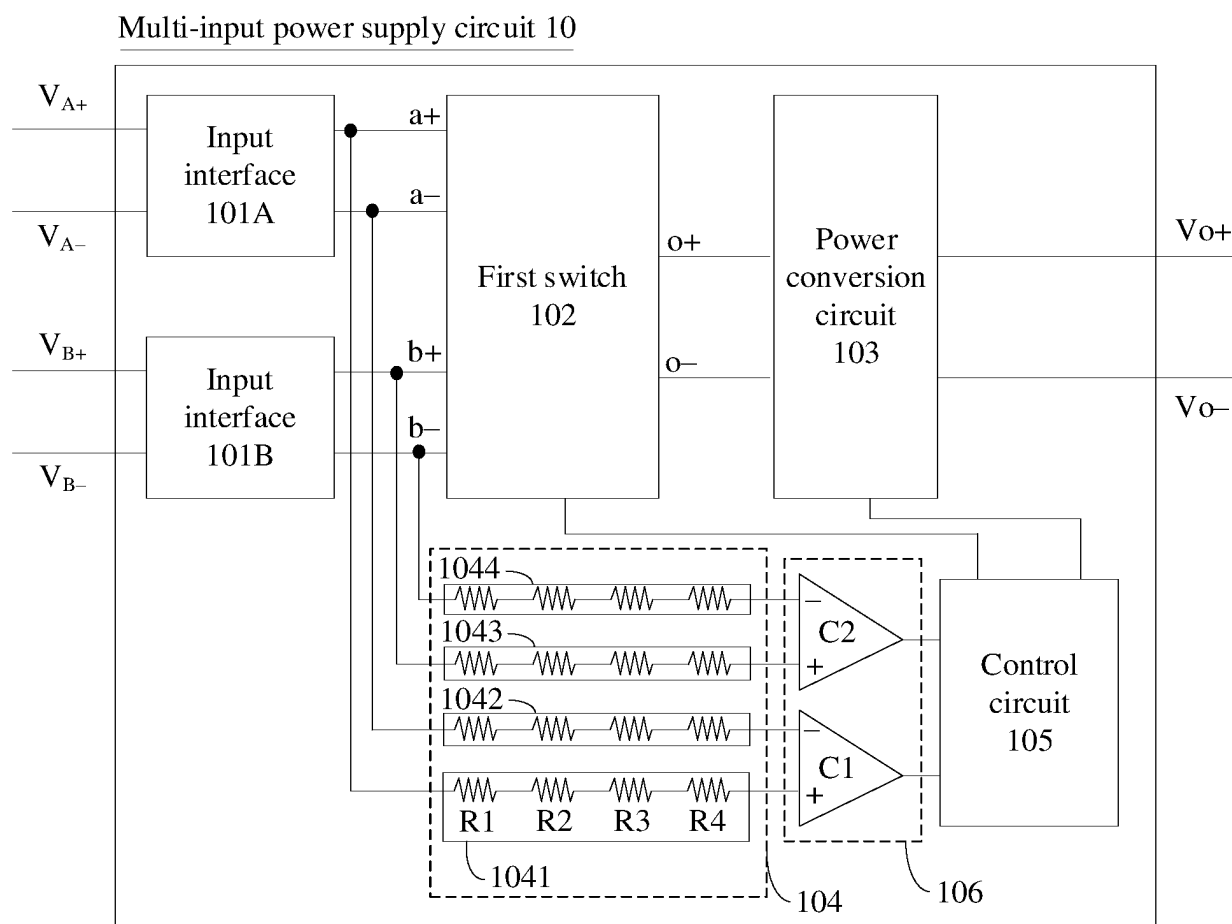 Multi-input power supply circuit 10
VA+
Input
interface
101A
VA−
a+
a−
VB+
Input
interface
101B
VB−
b+
b−
First switch
102
o+
o−
Power
conversion
circuit
103
Vo+
Vo−
1044
1043
1042
R1 R2 R3 R4
1041
104
−
C2
+
−
C1
+
106
Control
circuit
105